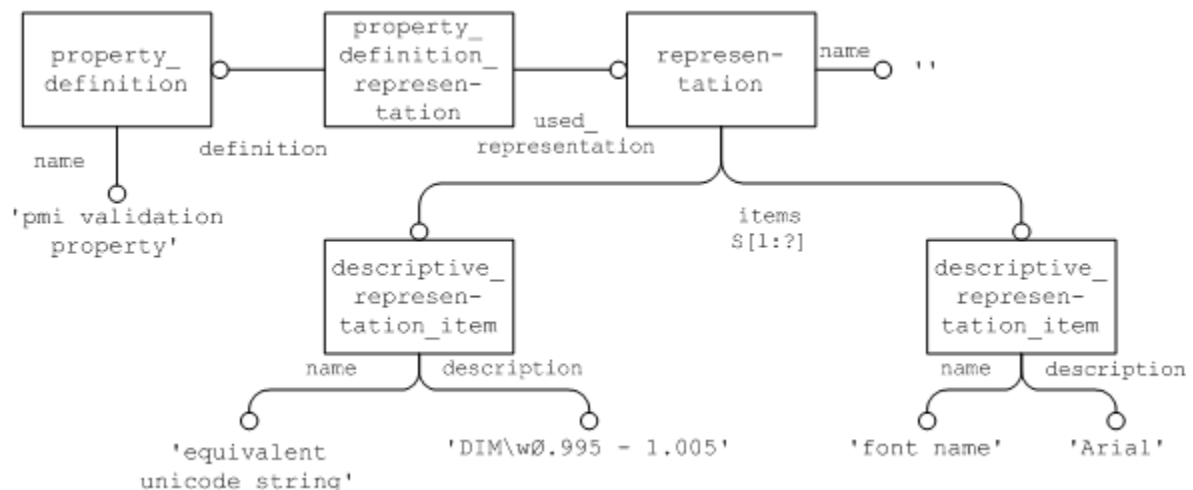 property_
definition
property_
definition_
represen-
tation
represen-
tation
name
''
name
definition
used_
representation
'pmi validation
property'
items
S[1:?]
descriptive_
represen-
tation_item
descriptive_
represen-
tation_item
name
description
name
description
'equivalent
unicode string'
'DIM\wØ.995 - 1.005'
'font name'
'Arial'